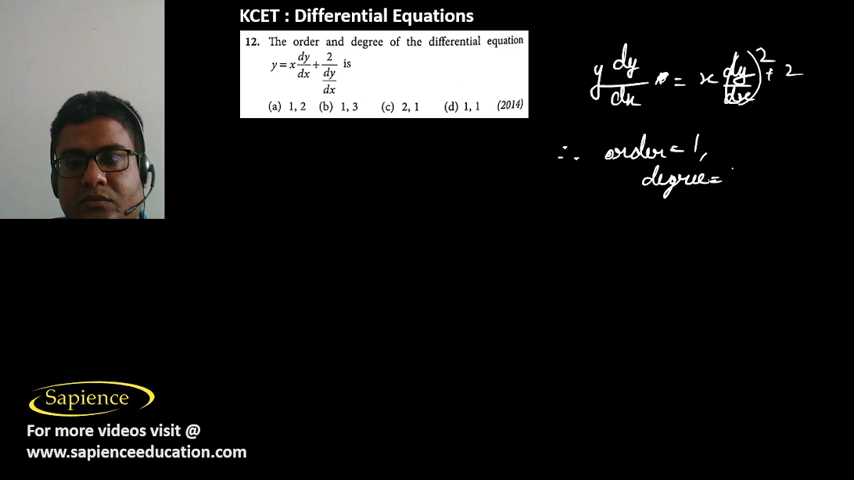 KCET : Differential Equations
12. The order and degree of the differential equation
y = x dy/dx + 2/(dy/dx) is
(a) 1, 2 (b) 1, 3 (c) 2, 1 (d) 1, 1 (2014)
y dy/dx = x (dy/dx)² + 2
∴ order = 1,
degree =
Sapience
For more videos visit @
www.sapienceeducation.com